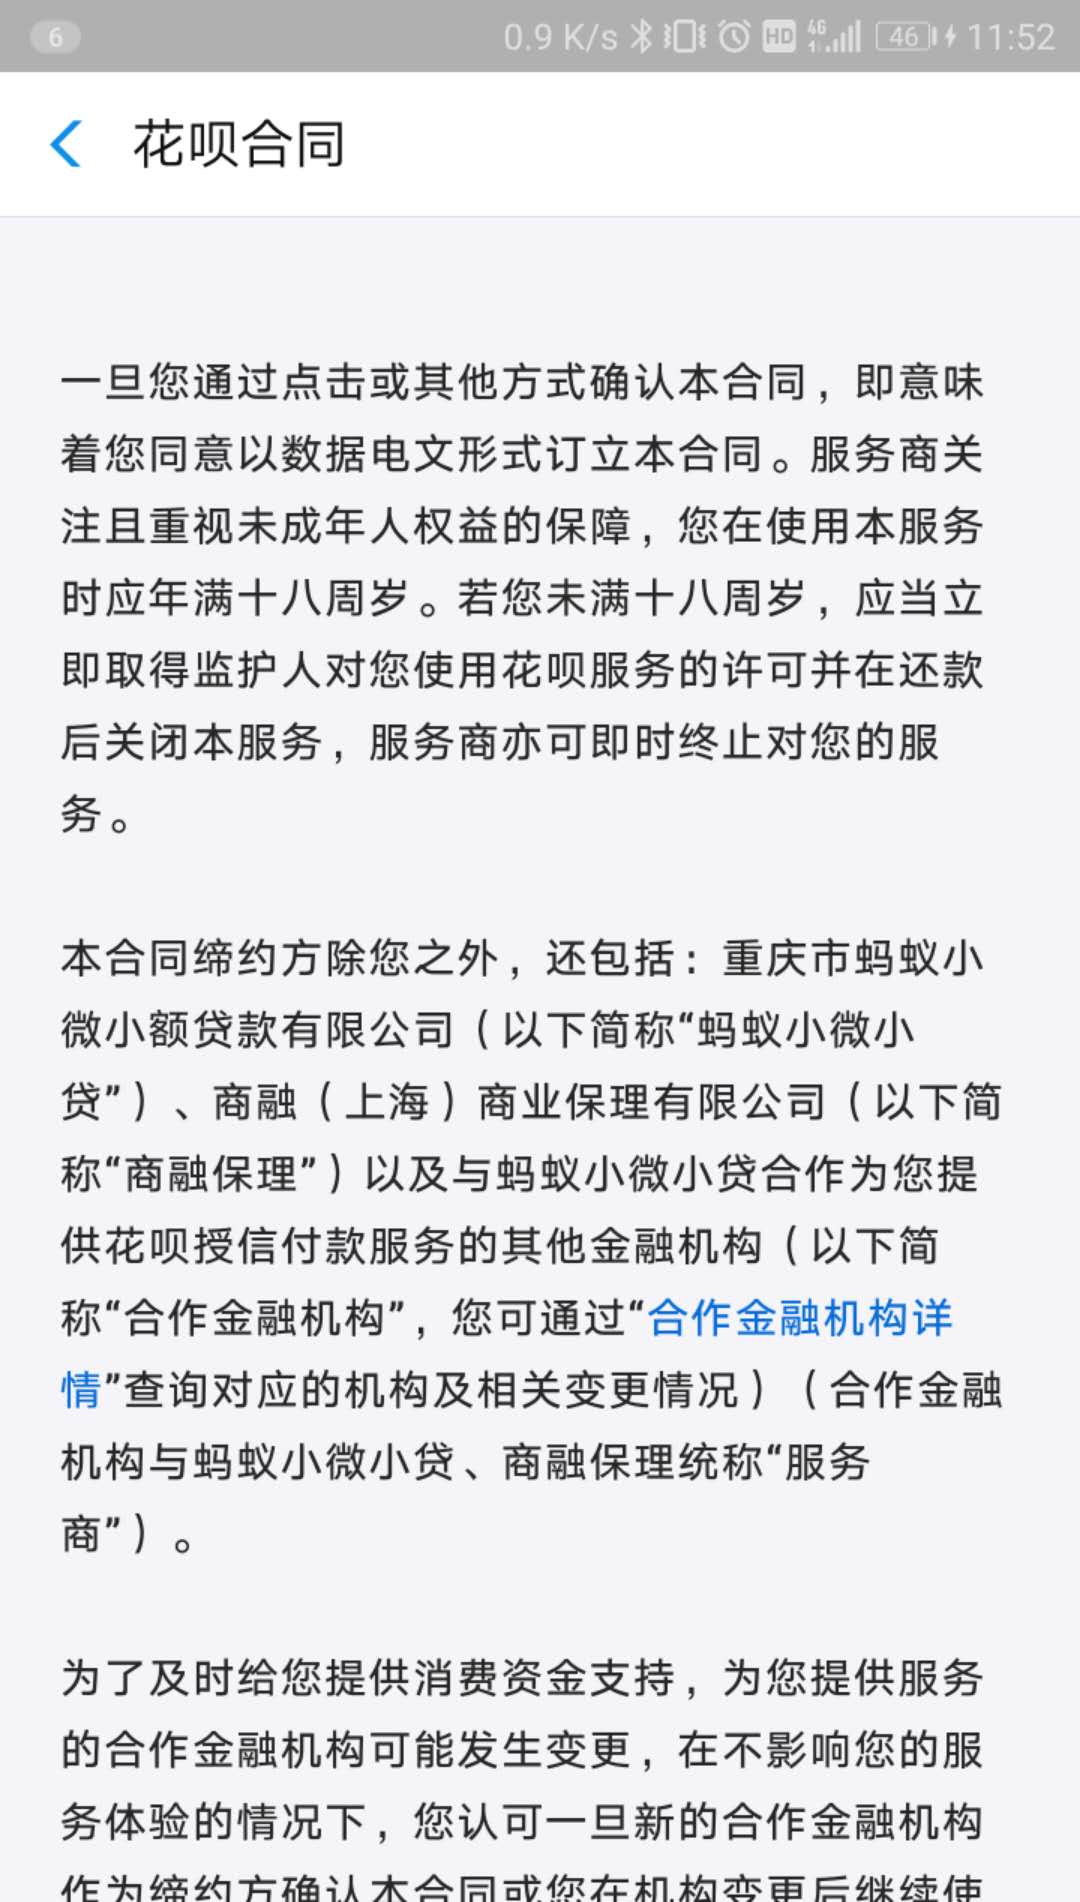 6 0.9 K/s HD 4G 46 11:52
花呗合同
一旦您通过点击或其他方式确认本合同，即意味
着您同意以数据电文形式订立本合同。服务商关
注且重视未成年人权益的保障，您在使用本服务
时应年满十八周岁。若您未满十八周岁，应当立
即取得监护人对您使用花呗服务的许可并在还款
后关闭本服务，服务商亦可即时终止对您的服
务。
本合同缔约方除您之外，还包括：重庆市蚂蚁小
微小额贷款有限公司（以下简称“蚂蚁小微小
贷”）、商融（上海）商业保理有限公司（以下简
称“商融保理”）以及与蚂蚁小微小贷合作为您提
供花呗授信付款服务的其他金融机构（以下简
称“合作金融机构”，您可通过“合作金融机构详
情”查询对应的机构及相关变更情况）（合作金融
机构与蚂蚁小微小贷、商融保理统称“服务
商”）。
为了及时给您提供消费资金支持，为您提供服务
的合作金融机构可能发生变更，在不影响您的服
务体验的情况下，您认可一旦新的合作金融机构
作为缔约方确认本合同或您在机构变更后继续使